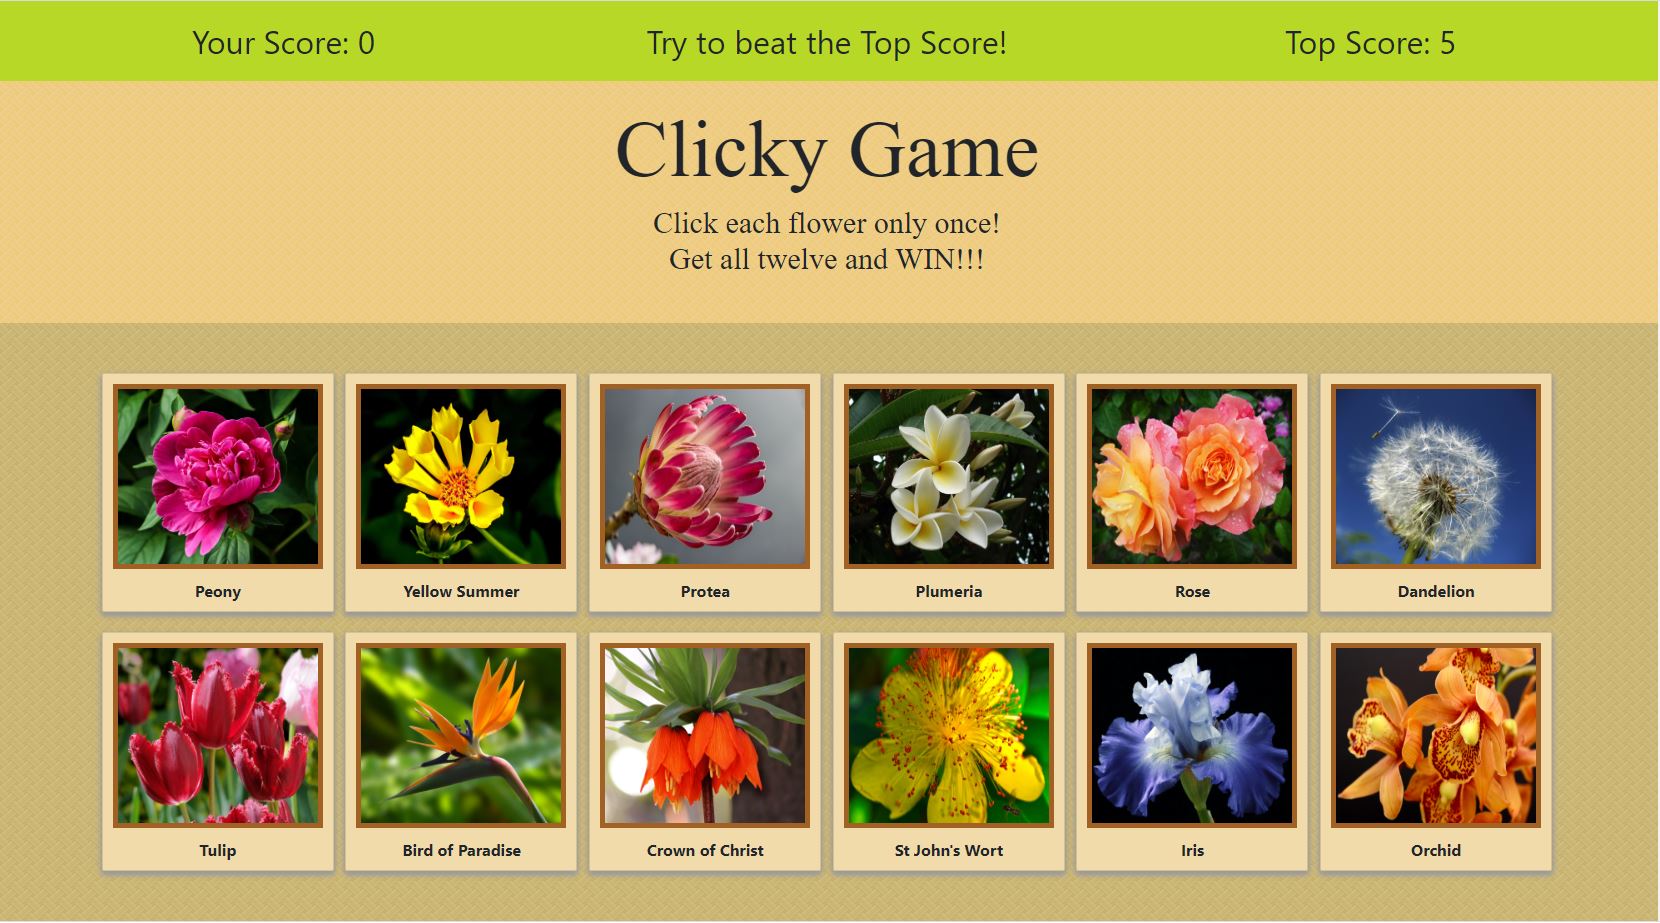 Your Score: 0
Try to beat the Top Score!
Top Score: 5
Clicky Game
Click each flower only once!
Get all twelve and WIN!!!
Peony
Yellow Summer
Protea
Plumeria
Rose
Dandelion
Tulip
Bird of Paradise
Crown of Christ
St John's Wort
Iris
Orchid